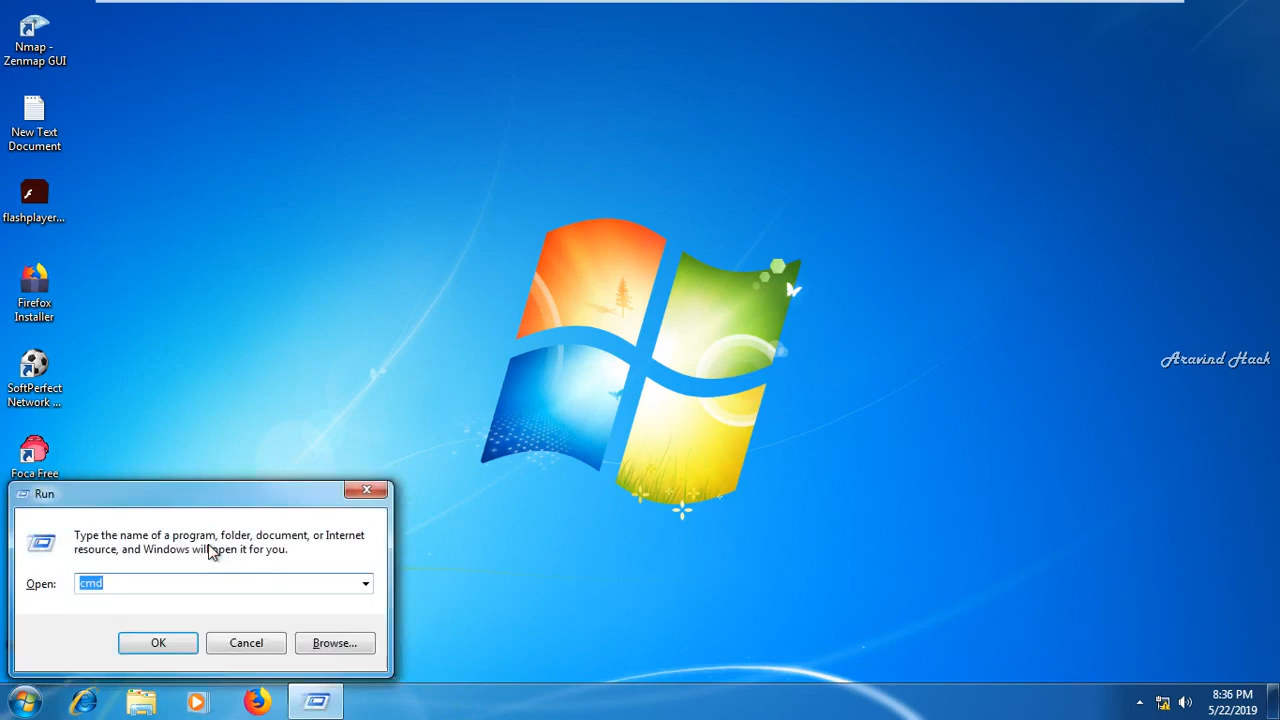 Nmap -
Zenmap GUI
New Text
Document
flashplayer...
Firefox
Installer
SoftPerfect
Network ...
Foca Free
Aravind Hack
Run
Type the name of a program, folder, document, or Internet
resource, and Windows will open it for you.
Open: cmd
OK Cancel Browse...
8:36 PM
5/22/2019